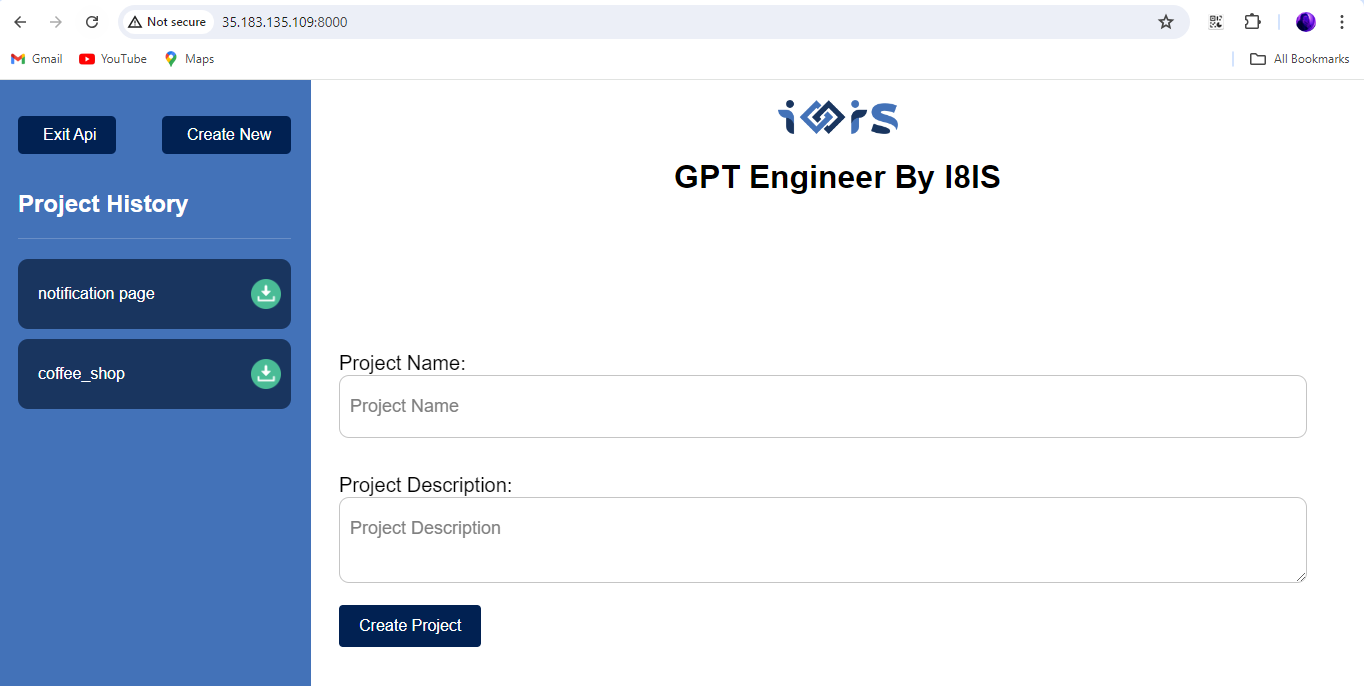 Not secure 35.183.135.109:8000
Gmail YouTube Maps All Bookmarks
Exit Api Create New
Project History
notification page
coffee_shop
i8is
GPT Engineer By I8IS
Project Name:
Project Name
Project Description:
Project Description
Create Project